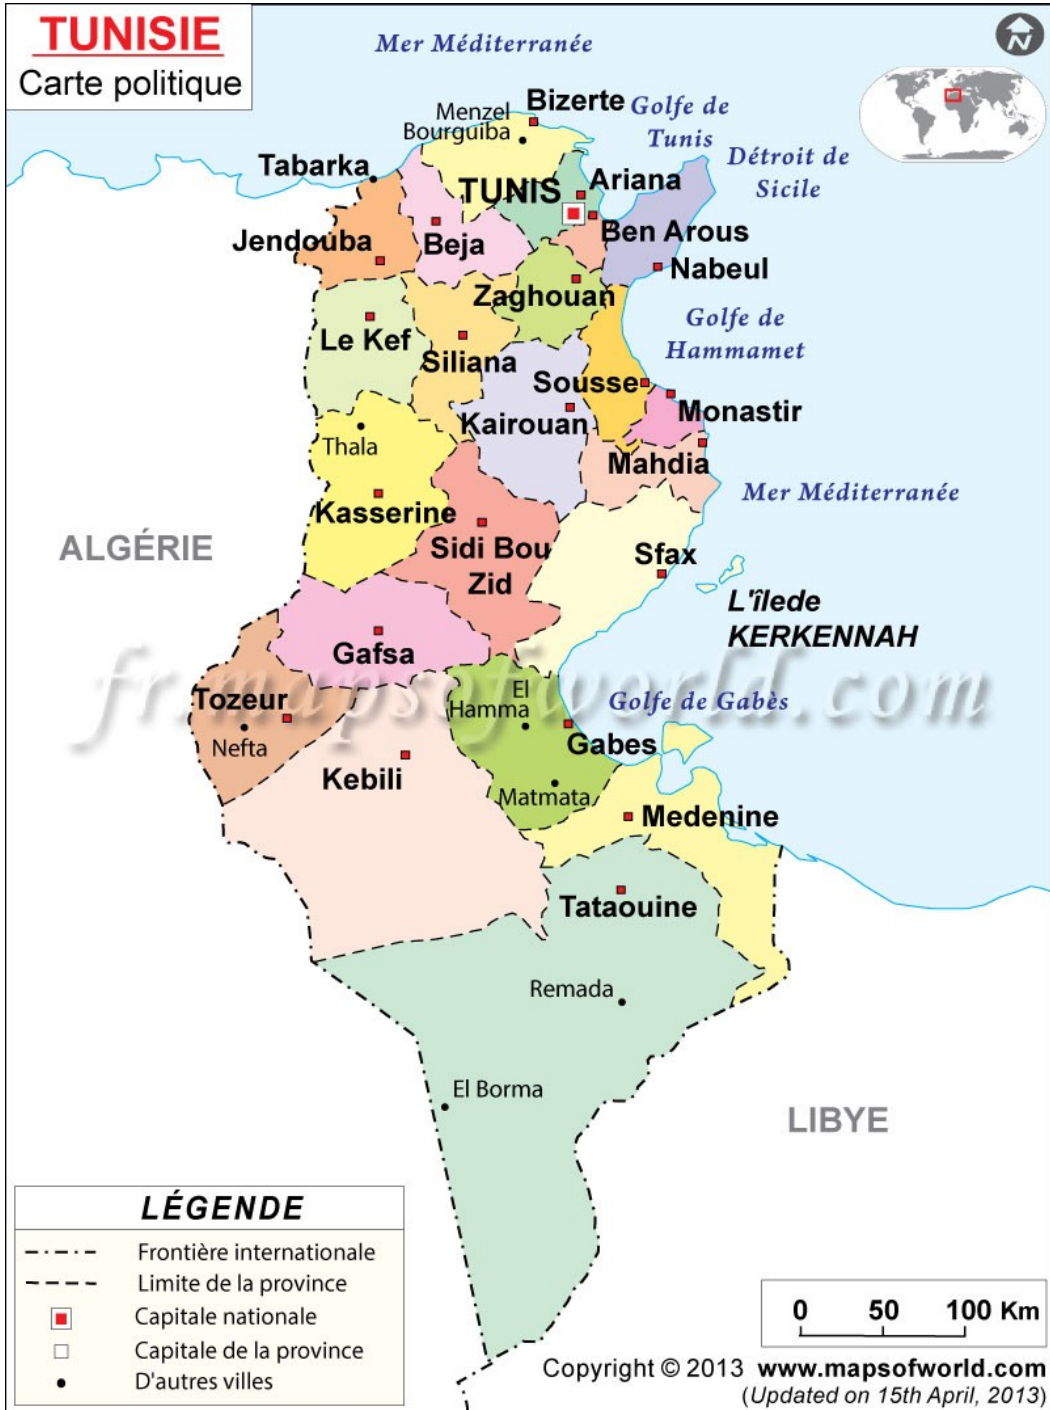 TUNISIE
Carte politique
Mer Méditerranée
N
Bizerte
Golfe de
Tunis
Menzel
Bourguiba
Détroit de
Sicile
Tabarka
TUNIS
Ariana
Jendouba
Beja
Ben Arous
Nabeul
Zaghouan
Le Kef
Siliana
Golfe de
Hammamet
Sousse
Kairouan
Monastir
Thala
Mahdia
Mer Méditerranée
Kasserine
ALGÉRIE
Sidi Bou
Zid
Sfax
L'îlede
KERKENNAH
Gafsa
fr.mapsofworld.com
Tozeur
Nefta
El
Hamma
Golfe de Gabès
Gabes
Kebili
Matmata
Medenine
Tataouine
Remada
El Borma
LIBYE
LÉGENDE
Frontière internationale
Limite de la province
Capitale nationale
Capitale de la province
D'autres villes
0 50 100 Km
Copyright © 2013 www.mapsofworld.com
(Updated on 15th April, 2013)